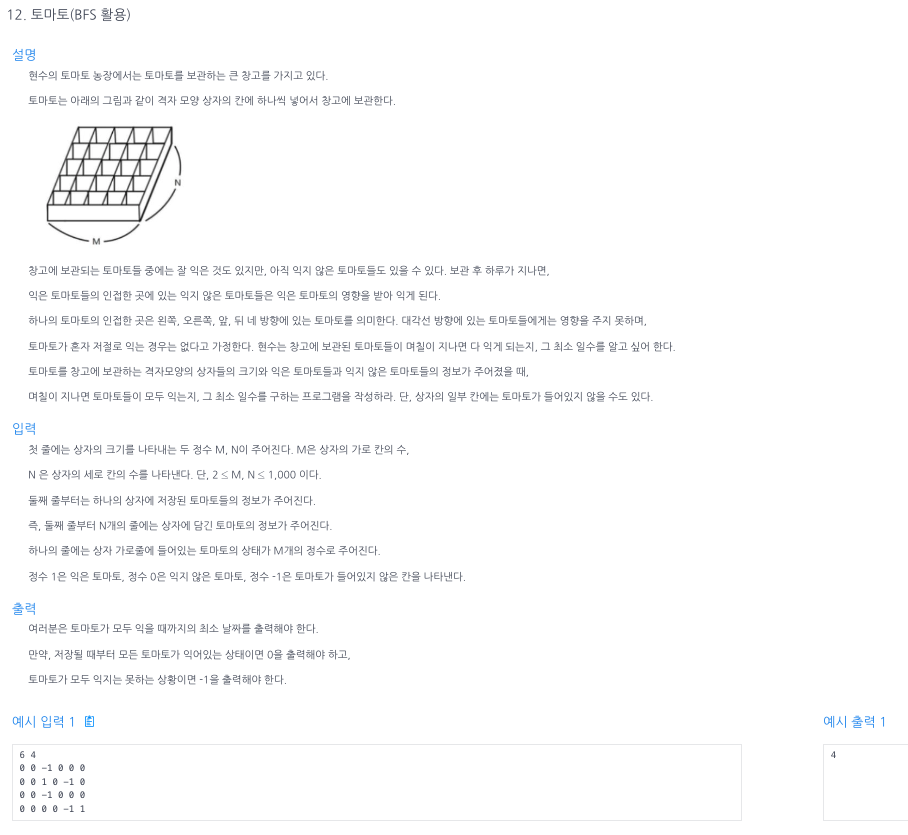 12. 토마토(BFS 활용)
설명
현수의 토마토 농장에서는 토마토를 보관하는 큰 창고를 가지고 있다.
토마토는 아래의 그림과 같이 격자 모양 상자의 칸에 하나씩 넣어서 창고에 보관한다.
N
M
창고에 보관되는 토마토들 중에는 잘 익은 것도 있지만, 아직 익지 않은 토마토들도 있을 수 있다. 보관 후 하루가 지나면,
익은 토마토들의 인접한 곳에 있는 익지 않은 토마토들은 익은 토마토의 영향을 받아 익게 된다.
하나의 토마토의 인접한 곳은 왼쪽, 오른쪽, 앞, 뒤 네 방향에 있는 토마토를 의미한다. 대각선 방향에 있는 토마토들에게는 영향을 주지 못하며,
토마토가 혼자 저절로 익는 경우는 없다고 가정한다. 현수는 창고에 보관된 토마토들이 며칠이 지나면 다 익게 되는지, 그 최소 일수를 알고 싶어 한다.
토마토를 창고에 보관하는 격자모양의 상자들의 크기와 익은 토마토들과 익지 않은 토마토들의 정보가 주어졌을 때,
며칠이 지나면 토마토들이 모두 익는지, 그 최소 일수를 구하는 프로그램을 작성하라. 단, 상자의 일부 칸에는 토마토가 들어있지 않을 수도 있다.
입력
첫 줄에는 상자의 크기를 나타내는 두 정수 M, N이 주어진다. M은 상자의 가로 칸의 수,
N 은 상자의 세로 칸의 수를 나타낸다. 단, 2 ≤ M, N ≤ 1,000 이다.
둘째 줄부터는 하나의 상자에 저장된 토마토들의 정보가 주어진다.
즉, 둘째 줄부터 N개의 줄에는 상자에 담긴 토마토의 정보가 주어진다.
하나의 줄에는 상자 가로줄에 들어있는 토마토의 상태가 M개의 정수로 주어진다.
정수 1은 익은 토마토, 정수 0은 익지 않은 토마토, 정수 -1은 토마토가 들어있지 않은 칸을 나타낸다.
출력
여러분은 토마토가 모두 익을 때까지의 최소 날짜를 출력해야 한다.
만약, 저장될 때부터 모든 토마토가 익어있는 상태이면 0을 출력해야 하고,
토마토가 모두 익지는 못하는 상황이면 -1을 출력해야 한다.
예시 입력 1
6 4
0 0 -1 0 0 0
0 0 1 0 -1 0
0 0 -1 0 0 0
0 0 0 0 -1 1
예시 출력 1
4